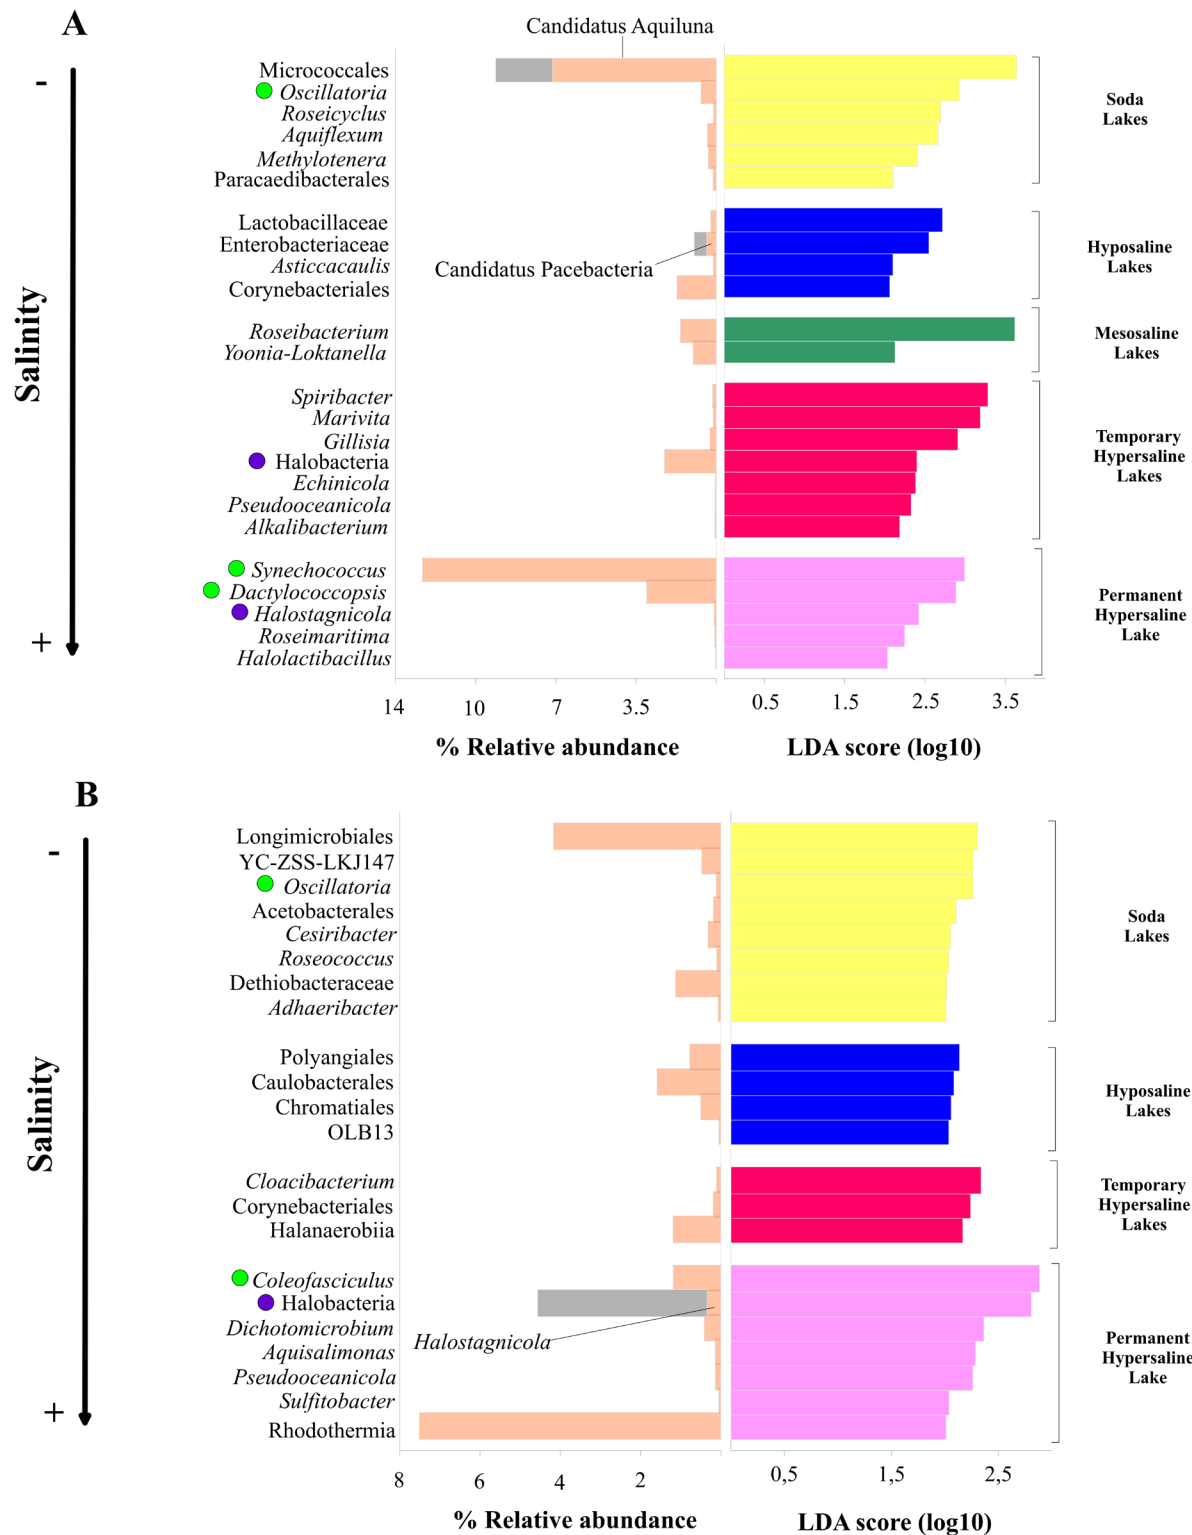 A
Candidatus Aquiluna
-
Salinity
+
Micrococcales
Oscillatoria
Roseicyclus
Aquiflexum
Methylotenera
Paracaedibacterales
Soda
Lakes
Lactobacillaceae
Enterobacteriaceae
Asticcacaulis
Corynebacteriales
Candidatus Pacebacteria
Hyposaline
Lakes
Roseibacterium
Yoonia-Loktanella
Mesosaline
Lakes
Spiribacter
Marivita
Gillisia
Halobacteria
Echinicola
Pseudooceanicola
Alkalibacterium
Temporary
Hypersaline
Lakes
Synechococcus
Dactylococcopsis
Halostagnicola
Roseimaritima
Halolactibacillus
Permanent
Hypersaline
Lake
14 10 7 3.5
0.5 1.5 2.5 3.5
% Relative abundance
LDA score (log10)
B
-
Salinity
+
Longimicrobiales
YC-ZSS-LKJ147
Oscillatoria
Acetobacterales
Cesiribacter
Roseococcus
Dethiobacteraceae
Adhaeribacter
Soda
Lakes
Polyangiales
Caulobacterales
Chromatiales
OLB13
Hyposaline
Lakes
Cloacibacterium
Corynebacteriales
Halanaerobiia
Temporary
Hypersaline
Lakes
Coleofasciculus
Halobacteria
Dichotomicrobium
Aquisalimonas
Pseudooceanicola
Sulfitobacter
Rhodothermia
Halostagnicola
Permanent
Hypersaline
Lake
8 6 4 2
0,5 1,5 2,5
% Relative abundance
LDA score (log10)